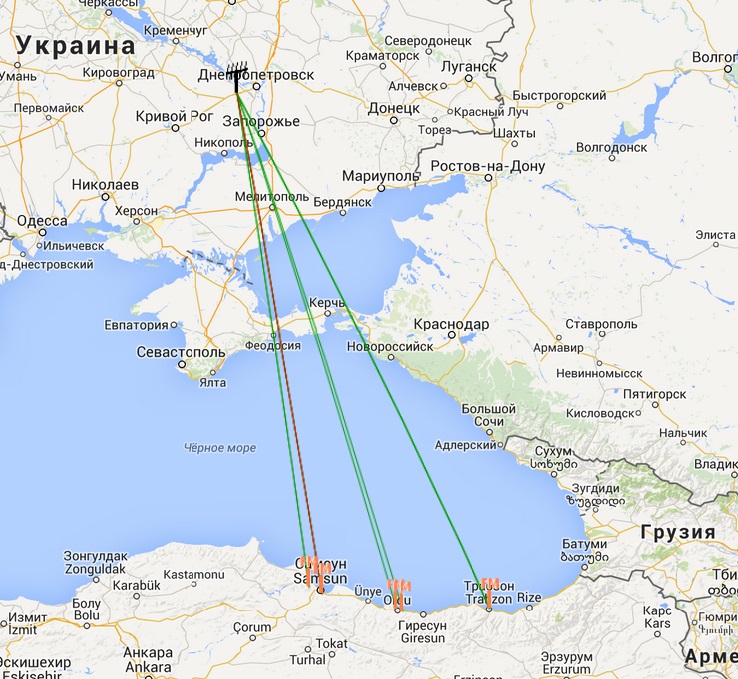 Черкассы
Украина
Кременчуг
Северодонецк
Краматорск
Умань
Кировоград
Днепропетровск
Луганск
Волго
Алчевск
Быстрогорский
Первомайск
Кривой Рог
Запорожье
Донецк
Красный Луч
Торез
Шахты
Никополь
Волгодонск
Ростов-на-Дону
Мариуполь
Николаев
Мелитополь
Бердянск
Херсон
Одесса
Элиста
Ильичевск
д-Днестровский
Керчь
Евпатория
Краснодар
Ставрополь
Феодосия
Новороссийск
Армавир
Севастополь
Ялта
Невинномысск
Пятигорск
Большой
Сочи
Кисловодск
Нальчик
Адлерский
Чёрное море
Сухум
სოხუმი
Владик
Зугдиди
ზუგდიდი
Грузия
Батуми
ბათუმი
Зонгулдак
Zonguldak
Samsun
Kastamonu
Karabük
Ünye
Ordu
Trabzon
Rize
Тби
Болу
Bolu
Измит
İzmit
Гиресун
Giresun
Карс
Kars
Гюмри
Գյումրի
Çorum
Tokat
Turhal
Анкара
Ankara
Эрзурум
Erzurum
Арме
Эскишехир
Eskişehir
Erzincan